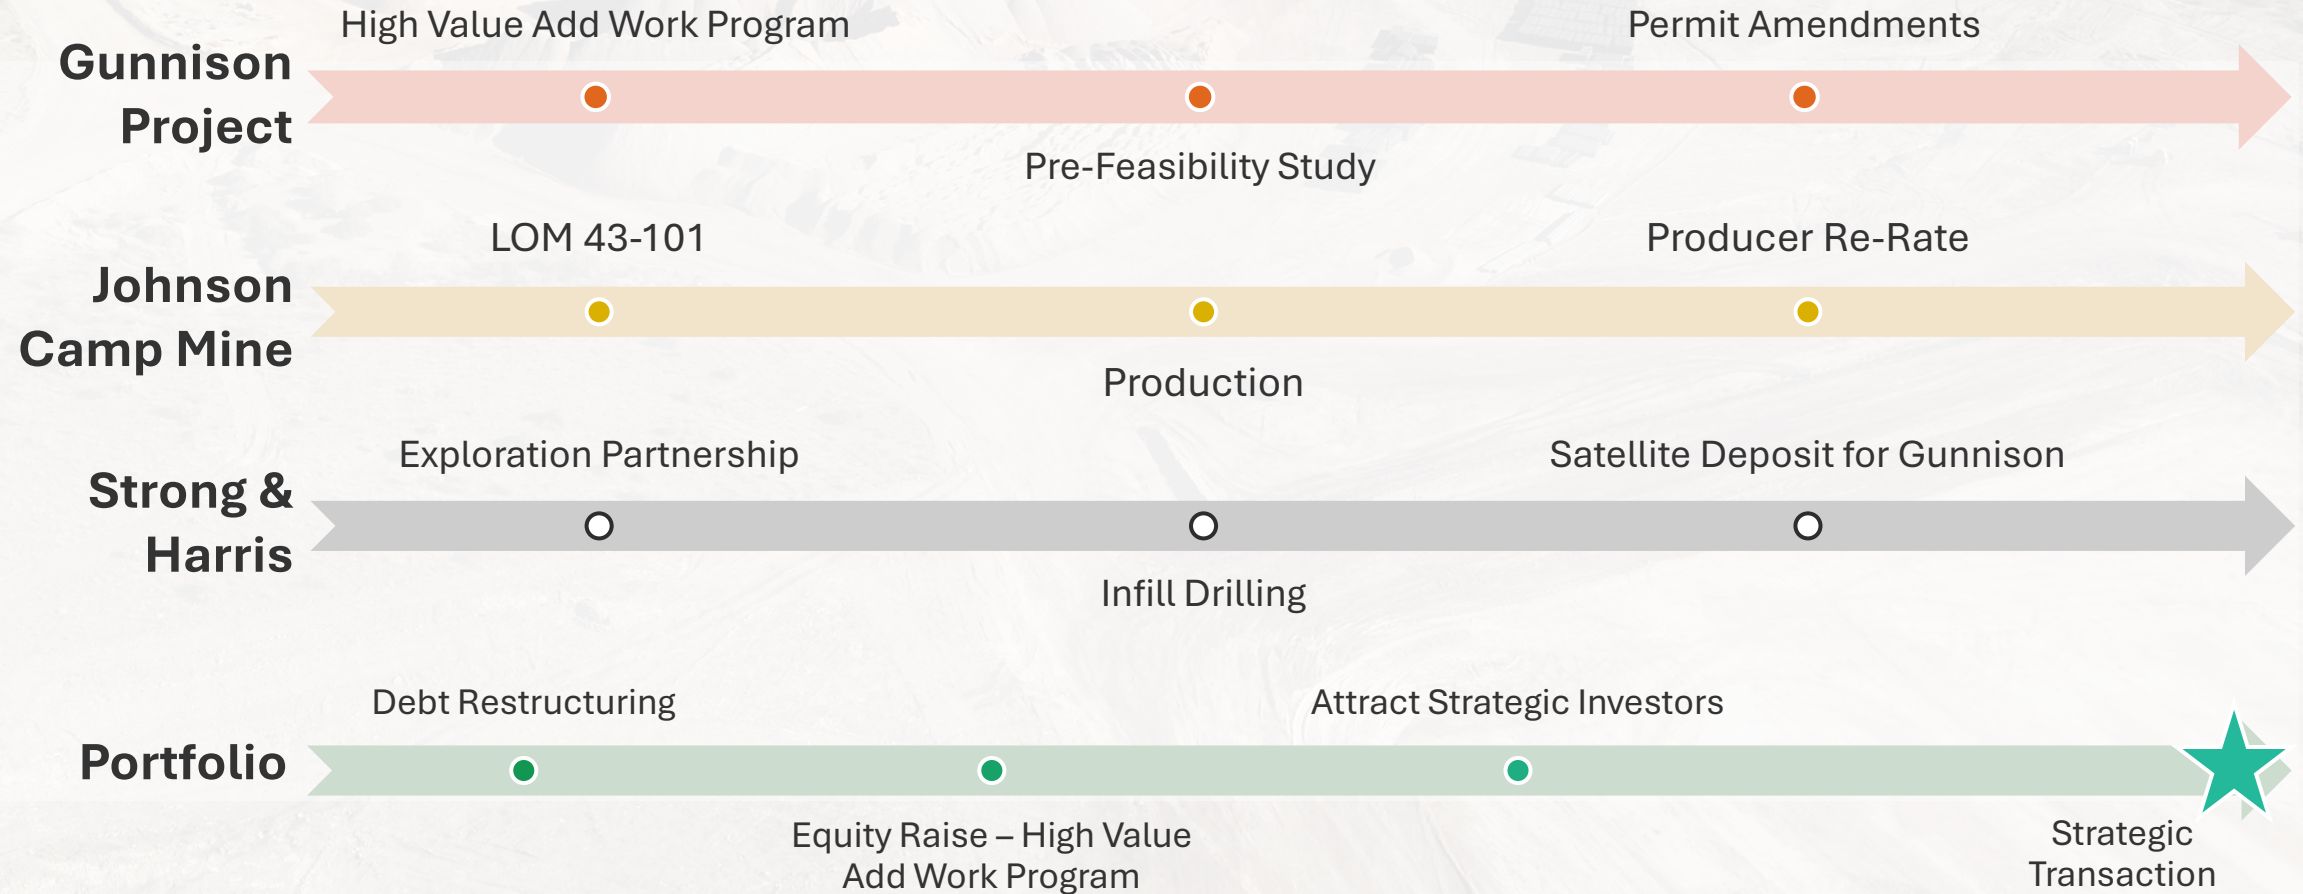 High Value Add Work Program
Permit Amendments
Gunnison
Project
Pre-Feasibility Study
LOM 43-101
Producer Re-Rate
Johnson
Camp Mine
Production
Exploration Partnership
Satellite Deposit for Gunnison
Strong &
Harris
Infill Drilling
Debt Restructuring
Attract Strategic Investors
Portfolio
Equity Raise – High Value
Add Work Program
Strategic
Transaction